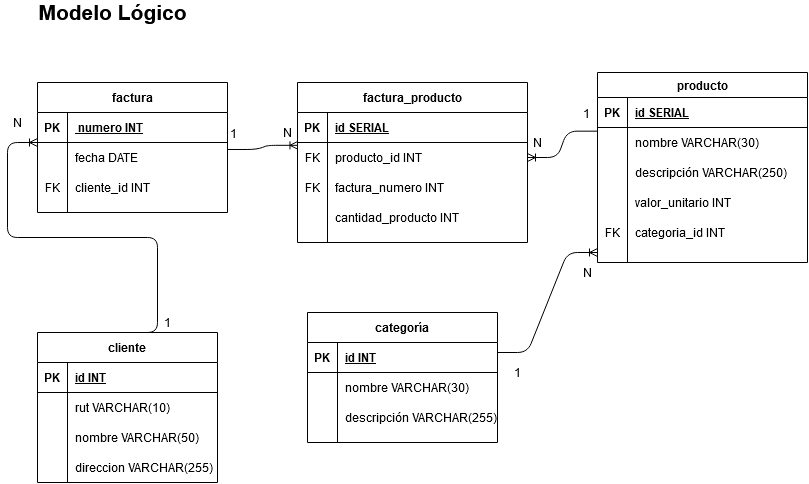 Modelo Lógico
factura
PK numero INT
fecha DATE
FK cliente_id INT
N
1
factura_producto
PK id SERIAL
FK producto_id INT
FK factura_numero INT
cantidad_producto INT
N
N
producto
PK id SERIAL
nombre VARCHAR(30)
descripción VARCHAR(250)
valor_unitario INT
FK categoria_id INT
1
N
cliente
PK id INT
rut VARCHAR(10)
nombre VARCHAR(50)
direccion VARCHAR(255)
1
categoría
PK id INT
nombre VARCHAR(30)
descripción VARCHAR(255)
1